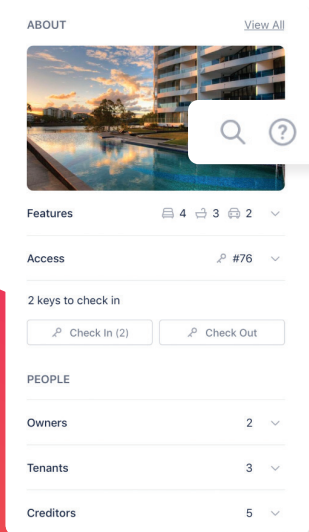 ABOUT View All
Features 4 3 2
Access #76
2 keys to check in
Check In (2) Check Out
PEOPLE
Owners 2
Tenants 3
Creditors 5